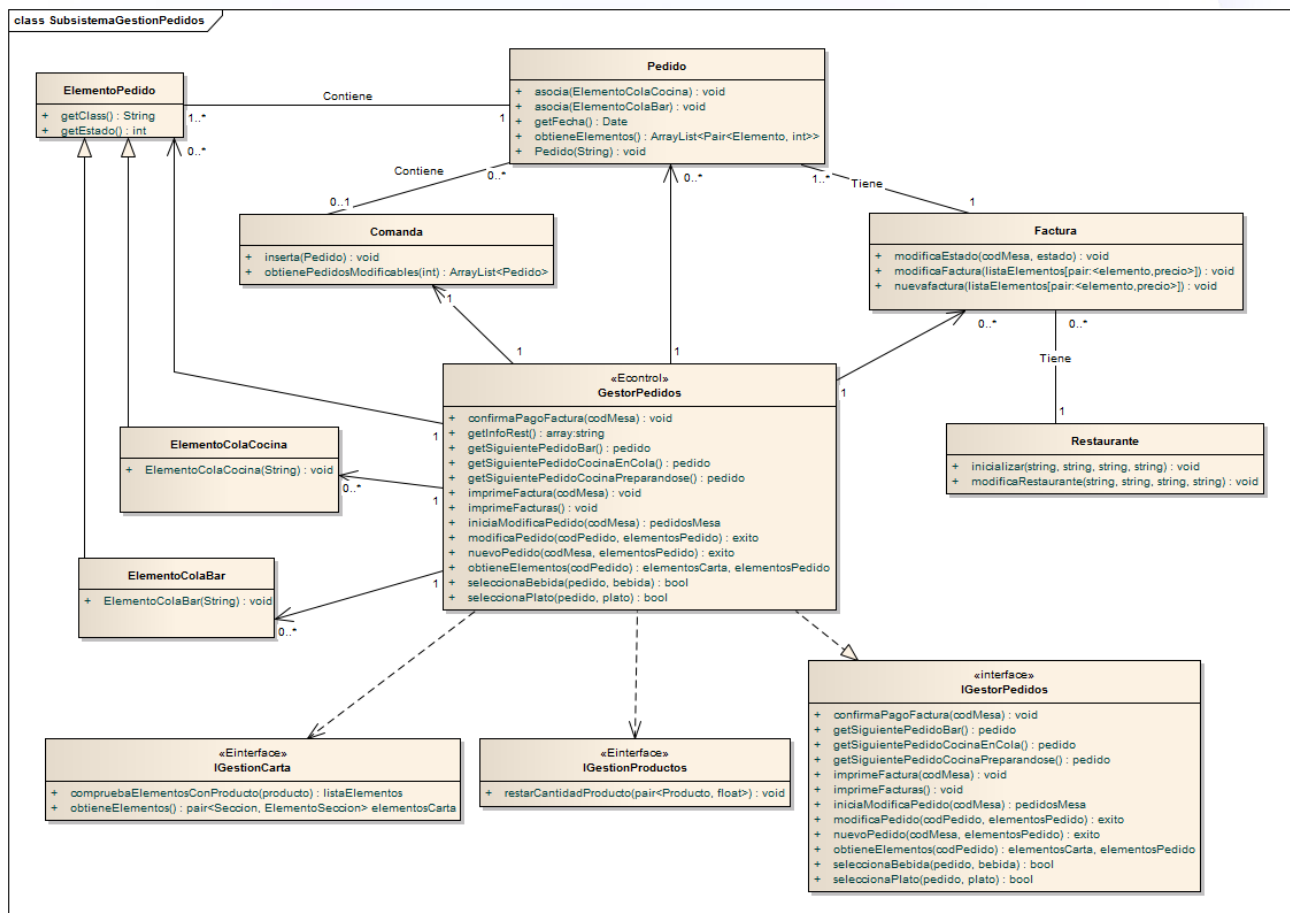 class SubsistemaGestionPedidos
ElementoPedido
+ getClass() : String
+ getEstado() : int
Contiene
1..*
1
0..*
Pedido
+ asocia(ElementoColaCocina) : void
+ asocia(ElementoColaBar) : void
+ getFecha() : Date
+ obtieneElementos() : ArrayList<Pair<Elemento, int>>
+ Pedido(String) : void
Contiene
0..*
0..1
0..*
1..*
Tiene
1
Comanda
+ inserta(Pedido) : void
+ obtienePedidosModificables(int) : ArrayList<Pedido>
Factura
+ modificaEstado(codMesa, estado) : void
+ modificaFactura(listaElementos[pair:<elemento,precio>]) : void
+ nuevafactura(listaElementos[pair:<elemento,precio>]) : void
1
1
1
0..*
0..*
Tiene
1
1
«Econtrol»
GestorPedidos
+ confirmaPagoFactura(codMesa) : void
+ getInfoRest() : array:string
+ getSiguientePedidoBar() : pedido
+ getSiguientePedidoCocinaEnCola() : pedido
+ getSiguientePedidoCocinaPreparandose() : pedido
+ imprimeFactura(codMesa) : void
+ imprimeFacturas() : void
+ iniciaModificaPedido(codMesa) : pedidosMesa
+ modificaPedido(codPedido, elementosPedido) : exito
+ nuevoPedido(codMesa, elementosPedido) : exito
+ obtieneElementos(codPedido) : elementosCarta, elementosPedido
+ seleccionaBebida(pedido, bebida) : bool
+ seleccionaPlato(pedido, plato) : bool
Restaurante
+ inicializar(string, string, string, string) : void
+ modificaRestaurante(string, string, string, string) : void
ElementoColaCocina
+ ElementoColaCocina(String) : void
1
0..*
1
ElementoColaBar
+ ElementoColaBar(String) : void
1
0..*
«Einterface»
IGestionCarta
+ compruebaElementosConProducto(producto) : listaElementos
+ obtieneElementos() : pair<Seccion, ElementoSeccion> elementosCarta
«Einterface»
IGestionProductos
+ restarCantidadProducto(pair<Producto, float>) : void
«interface»
IGestorPedidos
+ confirmaPagoFactura(codMesa) : void
+ getSiguientePedidoBar() : pedido
+ getSiguientePedidoCocinaEnCola() : pedido
+ getSiguientePedidoCocinaPreparandose() : pedido
+ imprimeFactura(codMesa) : void
+ imprimeFacturas() : void
+ iniciaModificaPedido(codMesa) : pedidosMesa
+ modificaPedido(codPedido, elementosPedido) : exito
+ nuevoPedido(codMesa, elementosPedido) : exito
+ obtieneElementos(codPedido) : elementosCarta, elementosPedido
+ seleccionaBebida(pedido, bebida) : bool
+ seleccionaPlato(pedido, plato) : bool